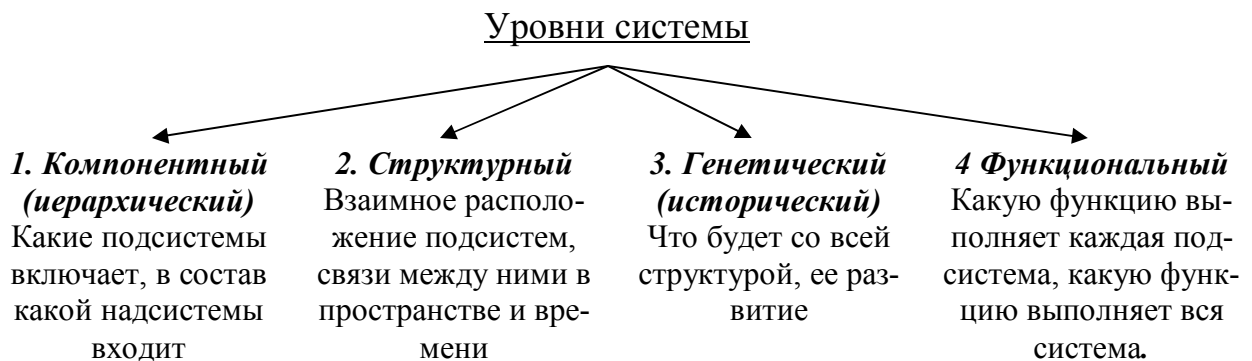 Уровни системы
1. Компонентный
(иерархический)
Какие подсистемы
включает, в состав
какой надсистемы
входит
2. Структурный
Взаимное располо-
жение подсистем,
связи между ними в
пространстве и вре-
мени
3. Генетический
(исторический)
Что будет со всей
структурой, ее раз-
витие
4 Функциональный
Какую функцию вы-
полняет каждая под-
система, какую функ-
цию выполняет вся
система.